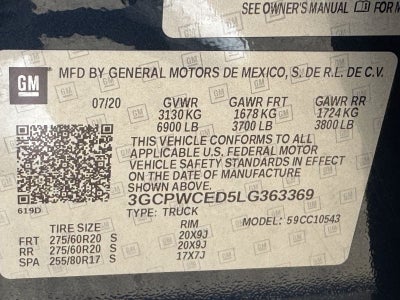 SEE OWNER'S MANUAL
GM MFD BY GENERAL MOTORS DE MEXICO, S. DE R.L. DE C.V.
07/20 GVWR GAWR FRT GAWR RR
3130 KG 1678 KG 1724 KG
6900 LB 3700 LB 3800 LB
THIS VEHICLE CONFORMS TO ALL
APPLICABLE U.S. FEDERAL MOTOR
VEHICLE SAFETY STANDARDS IN EFFECT
ON THE DATE OF MANUFACTURE
SHOWN ABOVE.
619D 3GCPWCED5LG363369
TYPE: TRUCK MODEL: 59CC10543
TIRE SIZE RIM
FRT 275/60R20 S 20X9J
RR 275/60R20 S 20X9J
SPA 255/80R17 S 17X7J